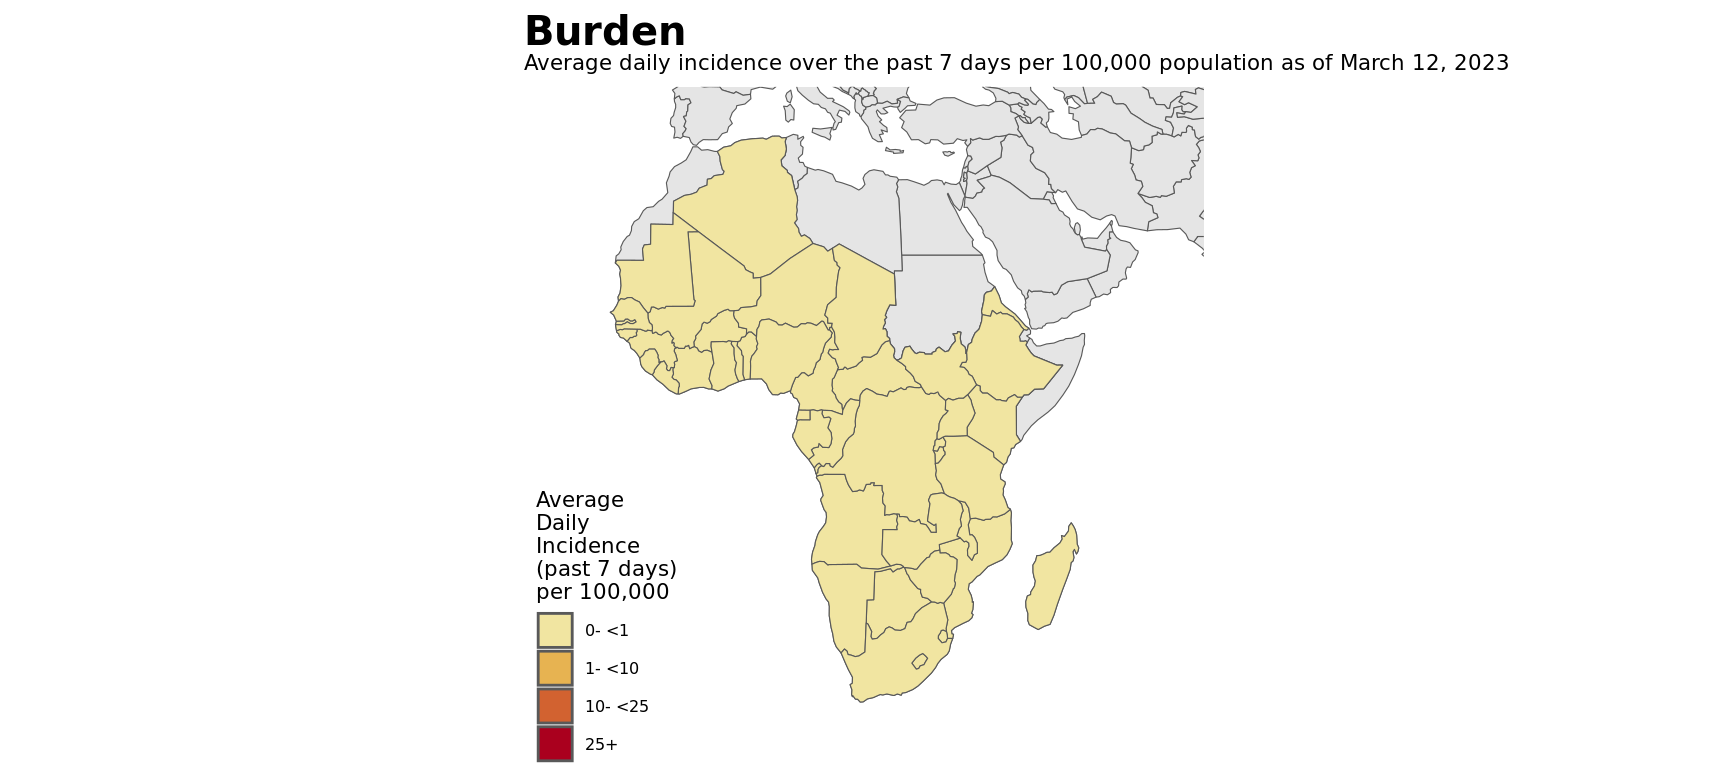 Burden
Average daily incidence over the past 7 days per 100,000 population as of March 12, 2023
Average
Daily
Incidence
(past 7 days)
per 100,000
0- <1
1- <10
10- <25
25+